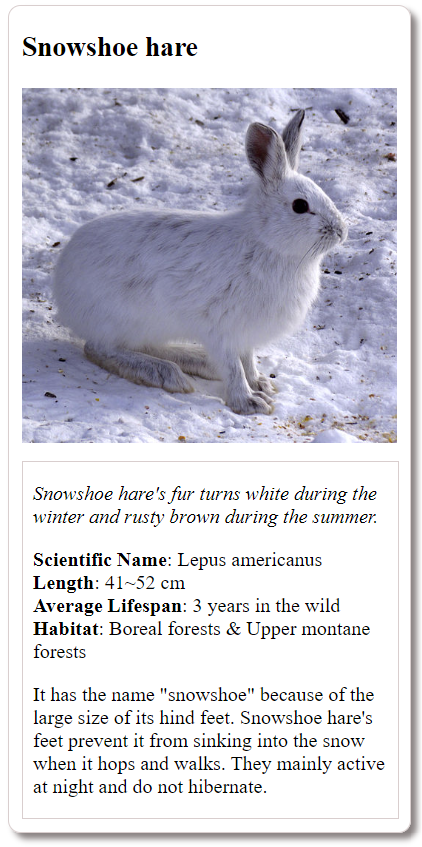 Snowshoe hare
Snowshoe hare's fur turns white during the
winter and rusty brown during the summer.
Scientific Name: Lepus americanus
Length: 41~52 cm
Average Lifespan: 3 years in the wild
Habitat: Boreal forests & Upper montane
forests
It has the name "snowshoe" because of the
large size of its hind feet. Snowshoe hare's
feet prevent it from sinking into the snow
when it hops and walks. They mainly active
at night and do not hibernate.